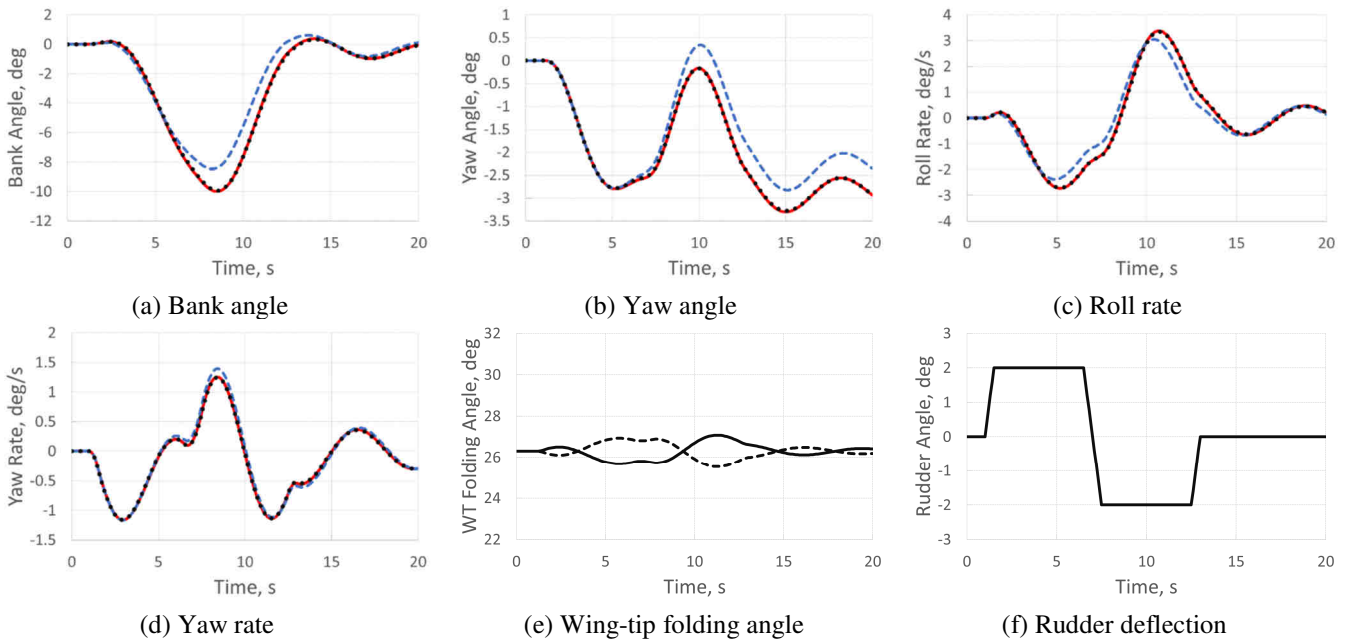 2
0
-2
-4
-6
-8
-10
-12
Bank Angle, deg
0 5 10 15 20
Time, s
(a) Bank angle
1
0.5
0
-0.5
-1
-1.5
-2
-2.5
-3
-3.5
Yaw Angle, deg
0 5 10 15 20
Time, s
(b) Yaw angle
4
3
2
1
0
-1
-2
-3
-4
Roll Rate, deg/s
0 5 10 15 20
Time, s
(c) Roll rate
2
1.5
1
0.5
0
-0.5
-1
-1.5
Yaw Rate, deg/s
0 5 10 15 20
Time, s
(d) Yaw rate
32
30
28
26
24
22
WT Folding Angle, deg
0 5 10 15 20
Time, s
(e) Wing-tip folding angle
3
2
1
0
-1
-2
-3
Rudder Angle, deg
0 5 10 15 20
Time, s
(f) Rudder deflection